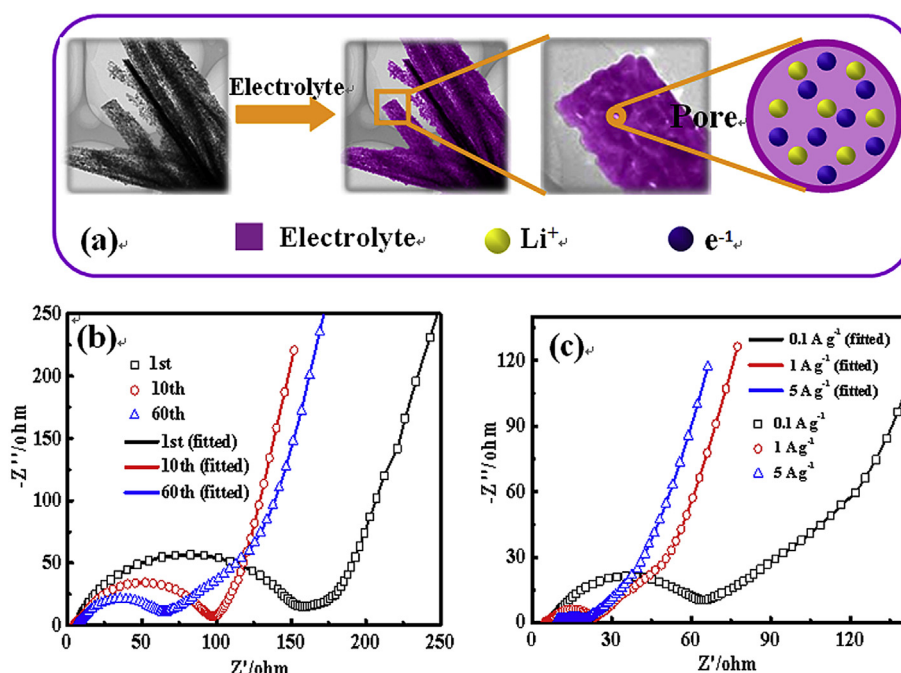 Electrolyte
Pore
(a)
Electrolyte
Li⁺
e⁻¹
(b)
250
200
150
100
50
0
-Z''/ohm
1st
10th
60th
1st (fitted)
10th (fitted)
60th (fitted)
0 50 100 150 200 250
Z'/ohm
(c)
120
90
60
30
0
-Z''/ohm
0.1 A g⁻¹ (fitted)
1 A g⁻¹ (fitted)
5 A g⁻¹ (fitted)
0.1 A g⁻¹
1 A g⁻¹
5 A g⁻¹
0 30 60 90 120
Z'/ohm